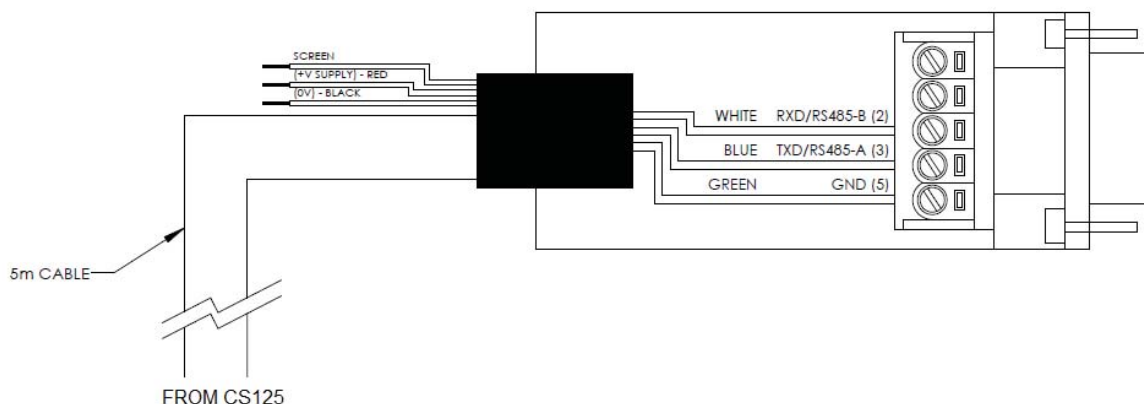 SCREEN
(+V SUPPLY) - RED
(0V) - BLACK
WHITE RXD/RS485-B (2)
BLUE TXD/RS485-A (3)
GREEN GND (5)
5m CABLE
FROM CS125